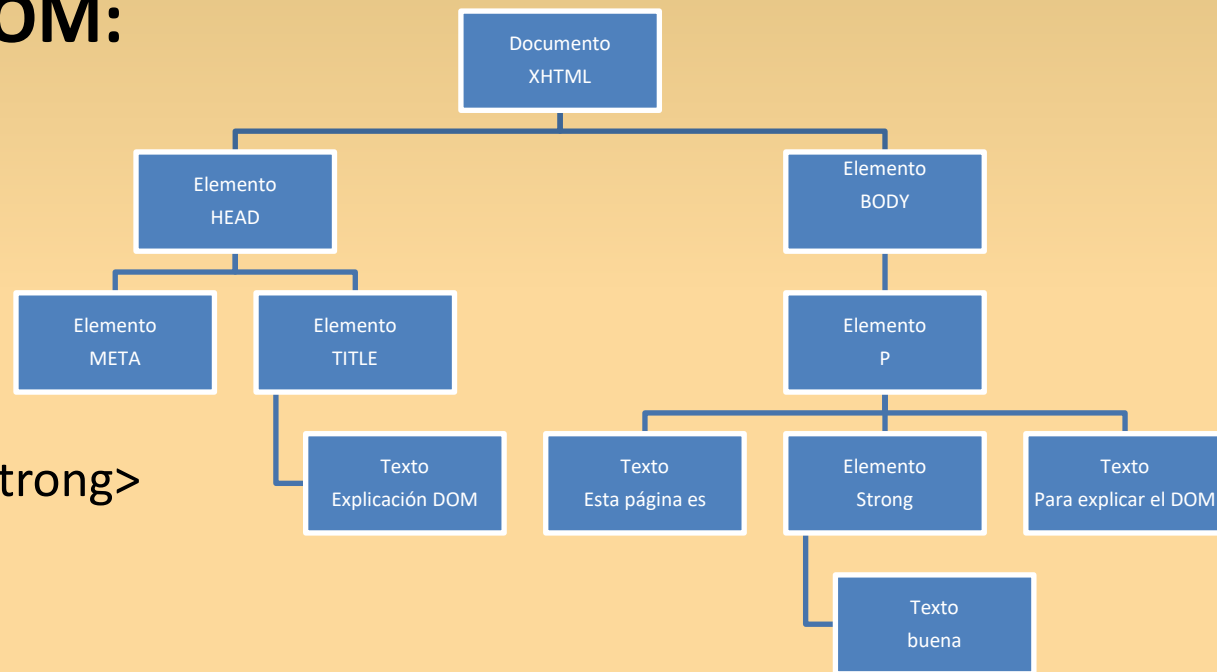 OM:
Documento
XHTML
Elemento
HEAD
Elemento
BODY
Elemento
META
Elemento
TITLE
Elemento
P
trong>
Texto
Explicación DOM
Texto
Esta página es
Elemento
Strong
Texto
Para explicar el DOM
Texto
buena